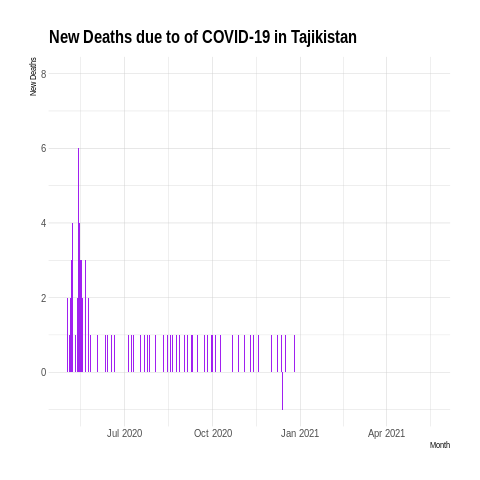 New Deaths due to of COVID-19 in Tajikistan
New Deaths
8
6
4
2
0
Jul 2020 Oct 2020 Jan 2021 Apr 2021
Month